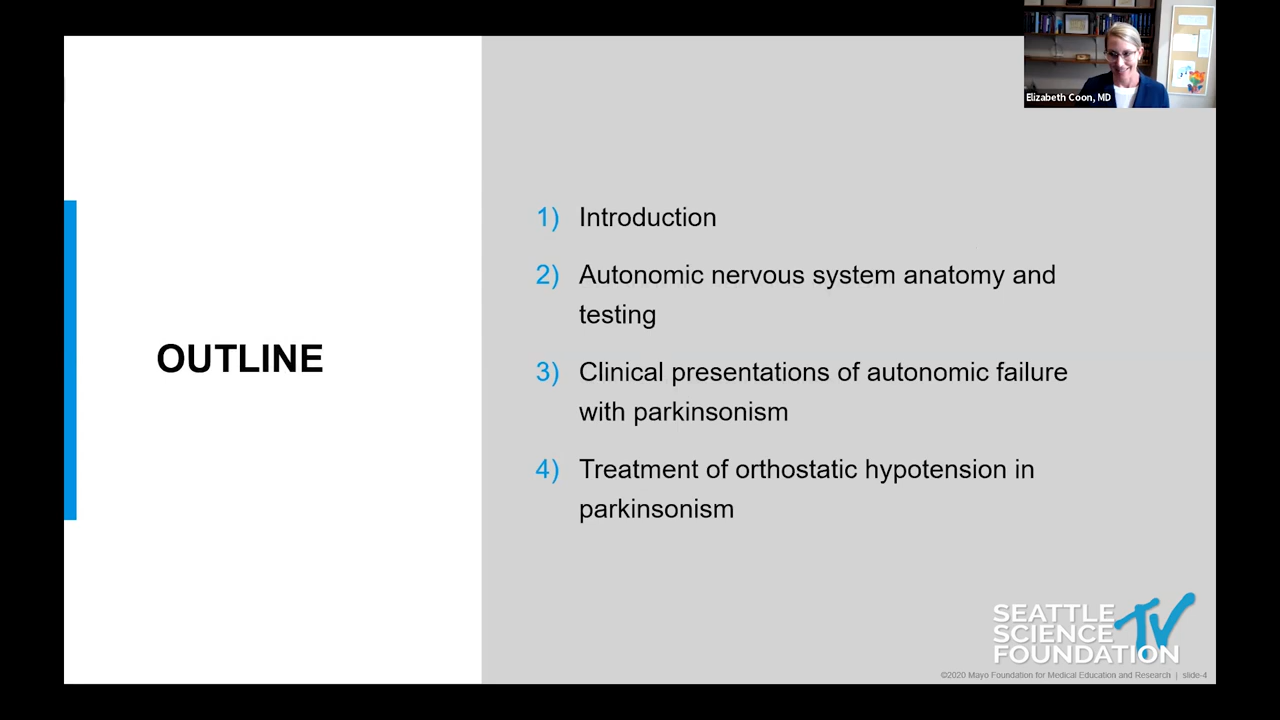 Elizabeth Coon, MD
OUTLINE
1) Introduction
2) Autonomic nervous system anatomy and
testing
3) Clinical presentations of autonomic failure
with parkinsonism
4) Treatment of orthostatic hypotension in
parkinsonism
SEATTLE
SCIENCE TV
FOUNDATION
©2020 Mayo Foundation for Medical Education and Research | slide-4